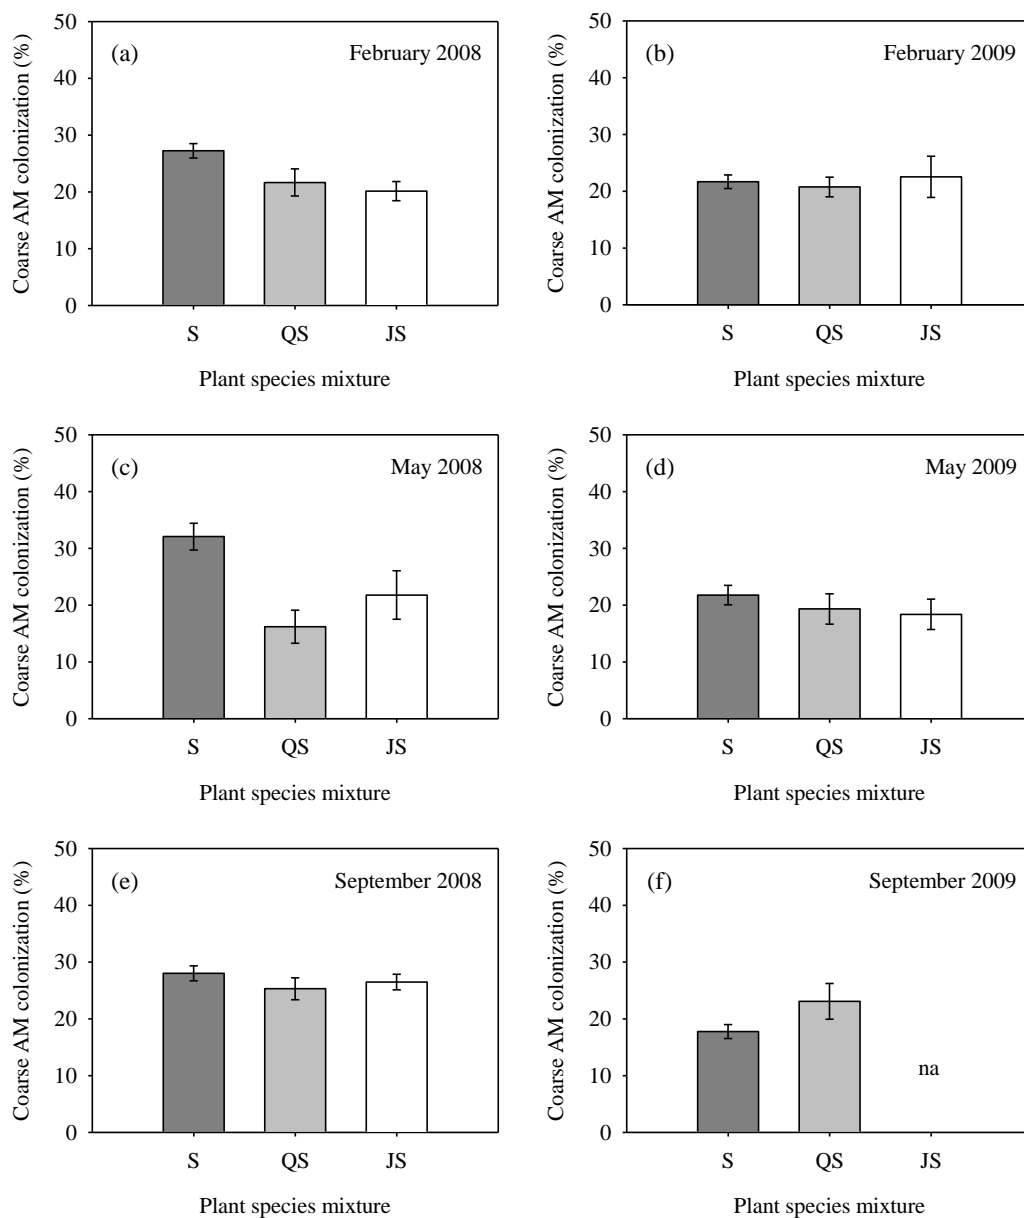 50
40
30
20
10
0
Coarse AM colonization (%)
(a)
February 2008
S QS JS
Plant species mixture
50
40
30
20
10
0
Coarse AM colonization (%)
(b)
February 2009
S QS JS
Plant species mixture
50
40
30
20
10
0
Coarse AM colonization (%)
(c)
May 2008
S QS JS
Plant species mixture
50
40
30
20
10
0
Coarse AM colonization (%)
(d)
May 2009
S QS JS
Plant species mixture
50
40
30
20
10
0
Coarse AM colonization (%)
(e)
September 2008
S QS JS
Plant species mixture
50
40
30
20
10
0
Coarse AM colonization (%)
(f)
September 2009
na
S QS JS
Plant species mixture